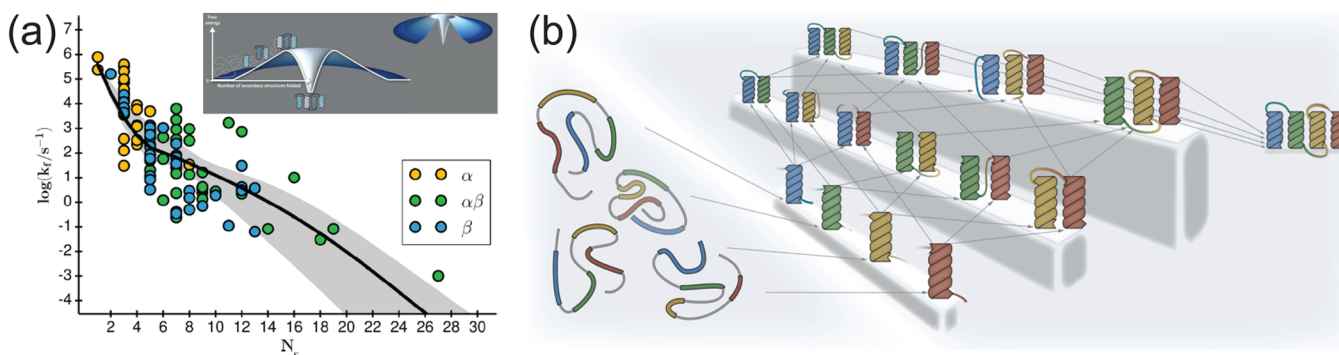 (a)
7
6
5
4
3
2
1
0
-1
-2
-3
-4
log(k_f/s⁻¹)
2 4 6 8 10 12 14 16 18 20 22 24 26 28 30
N_s
Free
energy
0
Number of secondary structures folded
α
αβ
β
(b)